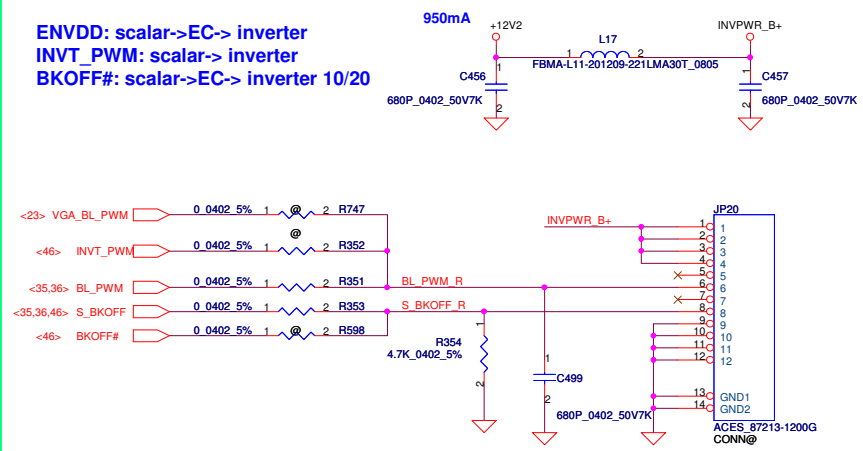 ENVDD: scalar->EC-> inverter
INVT_PWM: scalar-> inverter
BKOFF#: scalar->EC-> inverter 10/20
950mA
+12V2
L17
INVPWR_B+
1
2
FBMA-L11-201209-221LMA30T_0805
C456
1
2
680P_0402_50V7K
C457
1
2
680P_0402_50V7K
<23> VGA_BL_PWM 0_0402_5% 1 @ 2 R747
@
<46> INVT_PWM 0_0402_5% 1 2 R352
<35,36> BL_PWM 0_0402_5% 1 2 R351 BL_PWM_R
<35,36,46> S_BKOFF 0_0402_5% 1 2 R353 S_BKOFF_R
<46> BKOFF# 0_0402_5% 1 @ 2 R598
R354
4.7K_0402_5%
1
2
1
C499
2
680P_0402_50V7K
INVPWR_B+
JP20
1 1
2 2
3 3
4 4
5 5
6 6
7 7
8 8
9 9
10 10
11 11
12 12
13 GND1
14 GND2
ACES_87213-1200G
CONN@